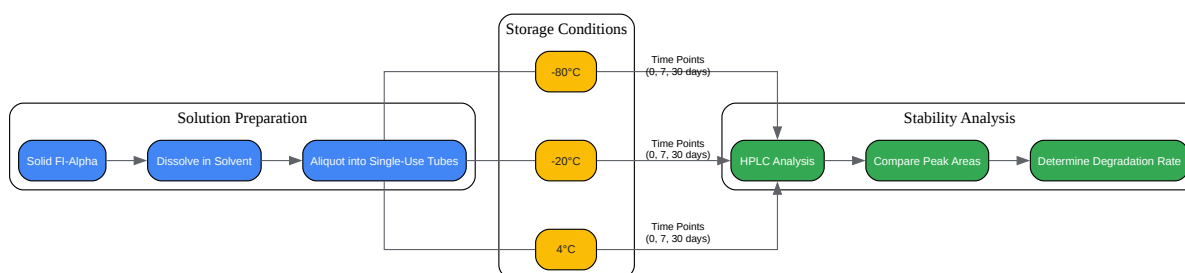 Storage Conditions
-80°C
Time Points
(0, 7, 30 days)
Solution Preparation
Solid FI-Alpha
Dissolve in Solvent
Aliquot into Single-Use Tubes
-20°C
Time Points
(0, 7, 30 days)
Stability Analysis
HPLC Analysis
Compare Peak Areas
Determine Degradation Rate
4°C
Time Points
(0, 7, 30 days)